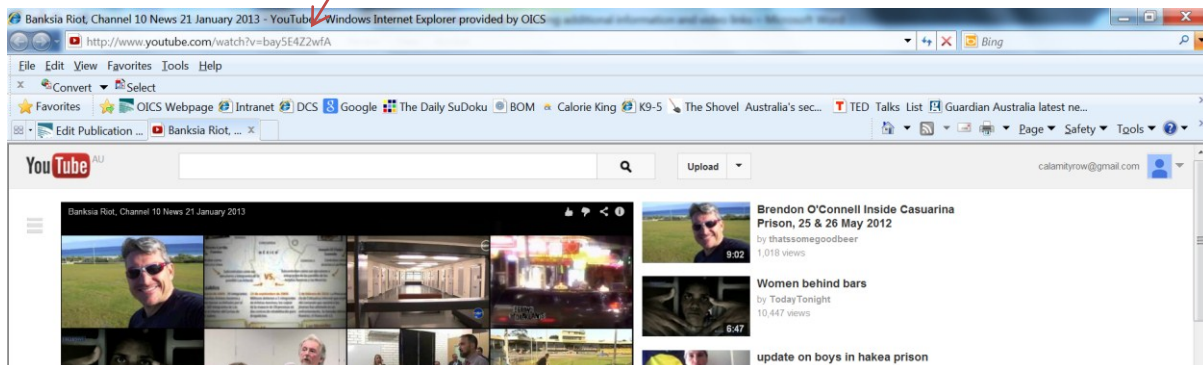 Banksia Riot, Channel 10 News 21 January 2013 - YouTube - Windows Internet Explorer provided by OICS
http://www.youtube.com/watch?v=bay5E4Z2wfA
Bing
File Edit View Favorites Tools Help
x Convert Select
Favorites OICS Webpage Intranet DCS Google The Daily SuDoku BOM Calorie King K9-5 The Shovel Australia's sec... TED Talks List Guardian Australia latest ne...
Edit Publication ... Banksia Riot, ... x Page Safety Tools
YouTube AU Upload calamityrow@gmail.com
Banksia Riot, Channel 10 News 21 January 2013
Brendon O'Connell Inside Casuarina
Prison, 25 & 26 May 2012
by thatssomegoodbeer
9:02 1,018 views
VS.
Women behind bars
by TodayTonight
10,447 views
6:47
update on boys in hakea prison